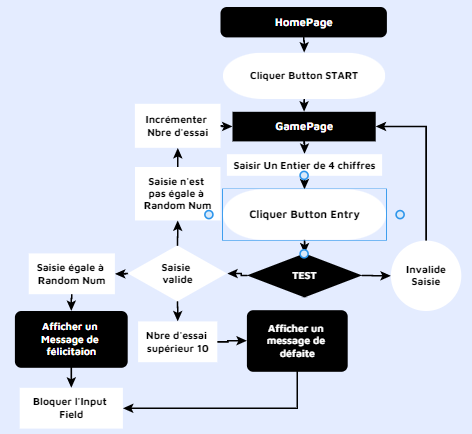 HomePage
Cliquer Button START
Incrémenter
Nbre d'essai
GamePage
Saisir Un Entier de 4 chiffres
Saisie n'est
pas égale à
Random Num
Cliquer Button Entry
Saisie égale à
Random Num
Saisie
valide
TEST
Invalide
Saisie
Afficher un
Message de
félicitaion
Nbre d'essai
supérieur 10
Afficher un
message de
défaite
Bloquer l'Input
Field